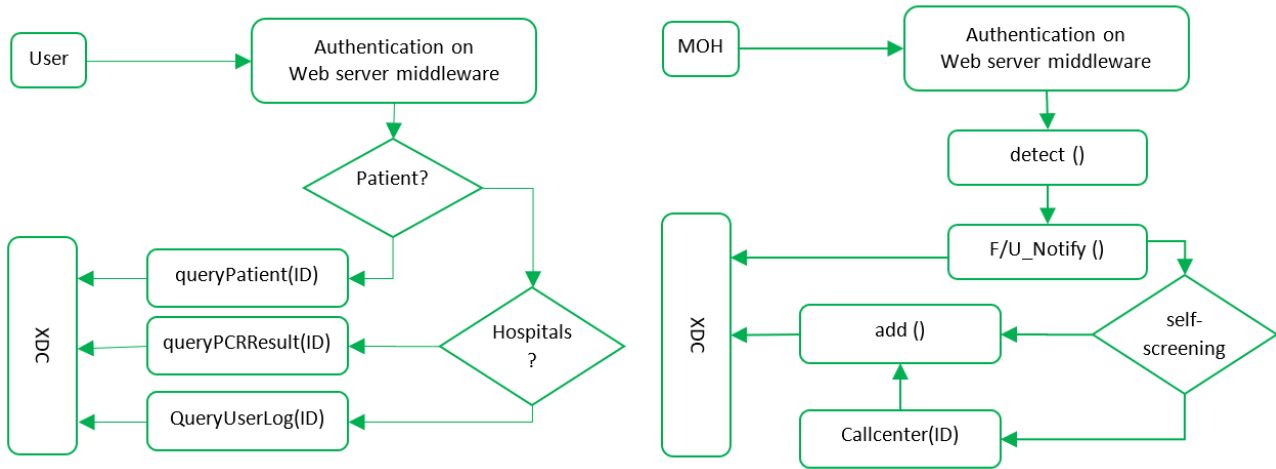 User
Authentication on
Web server middleware
Patient?
queryPatient(ID)
XDC
queryPCRResult(ID)
Hospitals
?
QueryUserLog(ID)
MOH
Authentication on
Web server middleware
detect ()
F/U_Notify ()
XDC
add ()
self-
screening
Callcenter(ID)